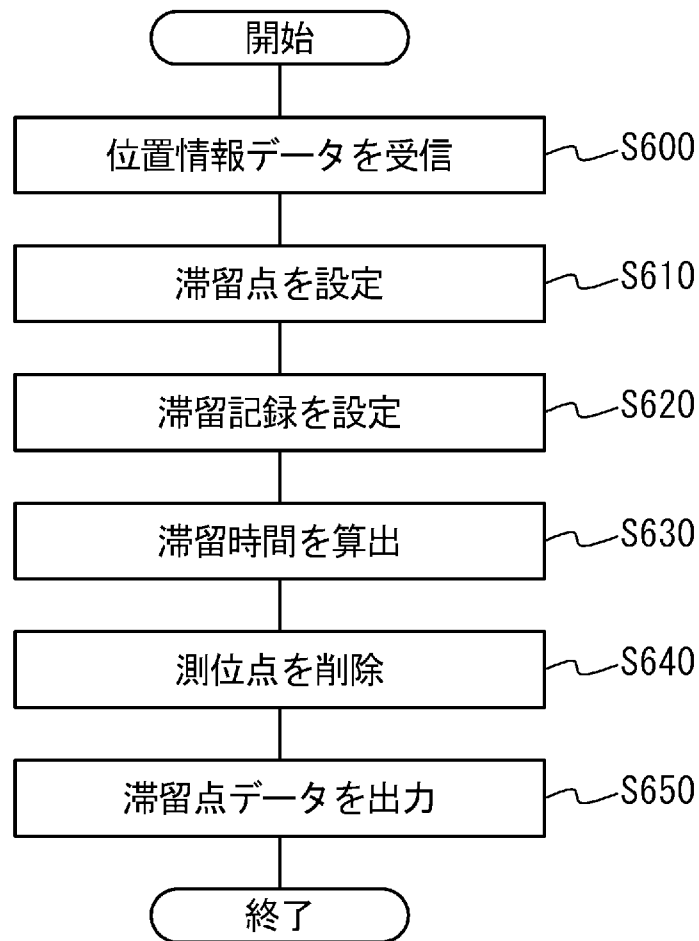 開始
位置情報データを受信
S600
滞留点を設定
S610
滞留記録を設定
S620
滞留時間を算出
S630
測位点を削除
S640
滞留点データを出力
S650
終了